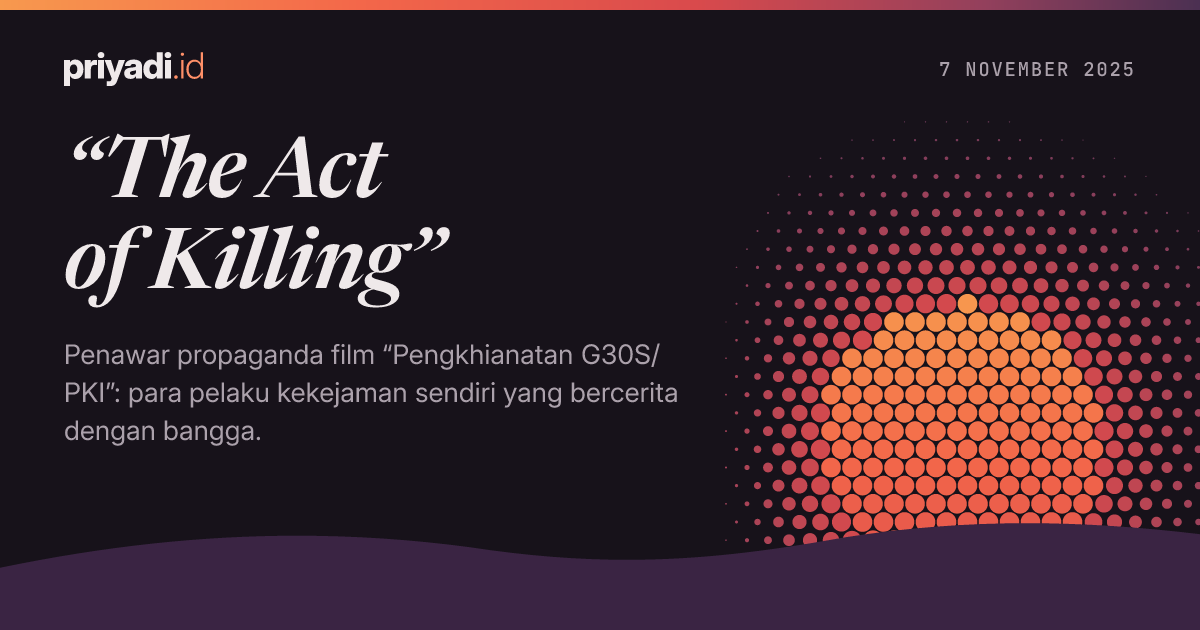 priyadi.id
7 NOVEMBER 2025
“The Act
of Killing”
Penawar propaganda film “Pengkhianatan G30S/
PKI”: para pelaku kekejaman sendiri yang bercerita
dengan bangga.